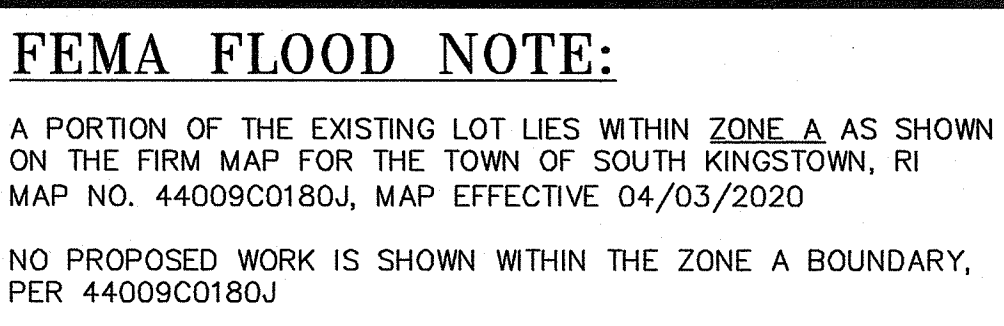 FEMA FLOOD NOTE:
A PORTION OF THE EXISTING LOT LIES WITHIN ZONE A AS SHOWN
ON THE FIRM MAP FOR THE TOWN OF SOUTH KINGSTOWN, RI
MAP NO. 44009C0180J, MAP EFFECTIVE 04/03/2020
NO PROPOSED WORK IS SHOWN WITHIN THE ZONE A BOUNDARY,
PER 44009C0180J